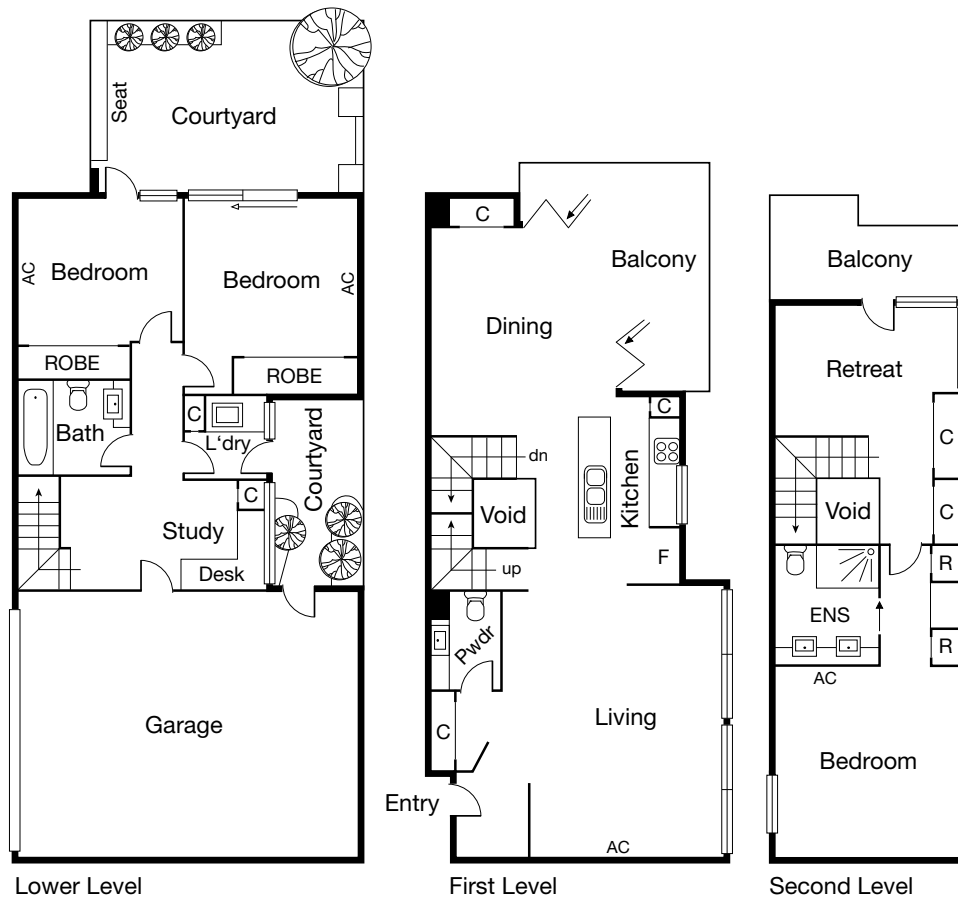 Seat
Courtyard
Bedroom
AC
Bedroom
AC
ROBE
ROBE
Bath
C
L'dry
Courtyard
C
Study
Desk
Garage
Lower Level
C
Balcony
Dining
C
dn
Kitchen
Void
up
F
Pwdr
C
Living
Entry
AC
First Level
Balcony
Retreat
C
Void
C
R
ENS
R
AC
Bedroom
Second Level